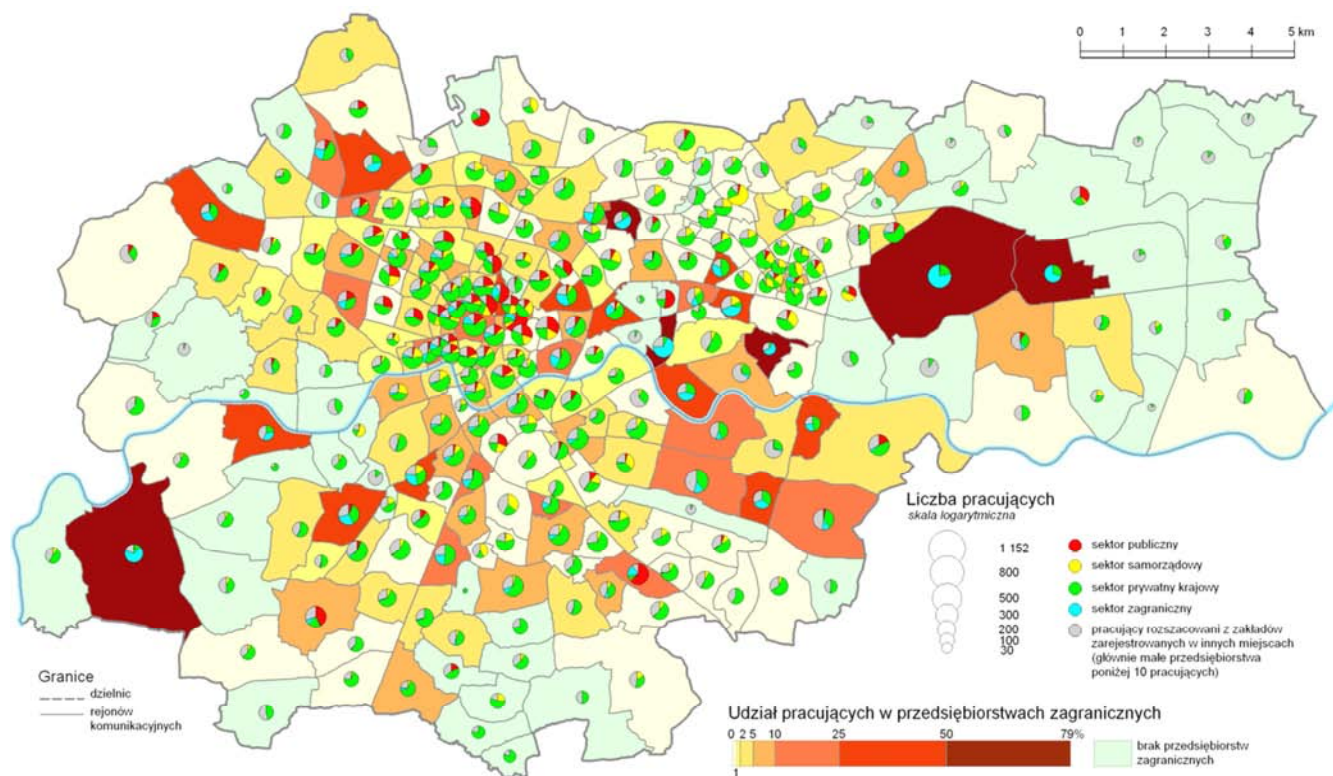 0 1 2 3 4 5 km
Liczba pracujących
skala logarytmiczna
1 152
800
500
300
200
100
30
sektor publiczny
sektor samorządowy
sektor prywatny krajowy
sektor zagraniczny
pracujący rozszacowani z zakładów
zarejestrowanych w innych miejscach
(głównie małe przedsiębiorstwa
poniżej 10 pracujących)
Granice
dzielnic
rejonów
komunikacyjnych
Udział pracujących w przedsiębiorstwach zagranicznych
0 2 5 10 25 50 79%
1
brak przedsiębiorstw
zagranicznych